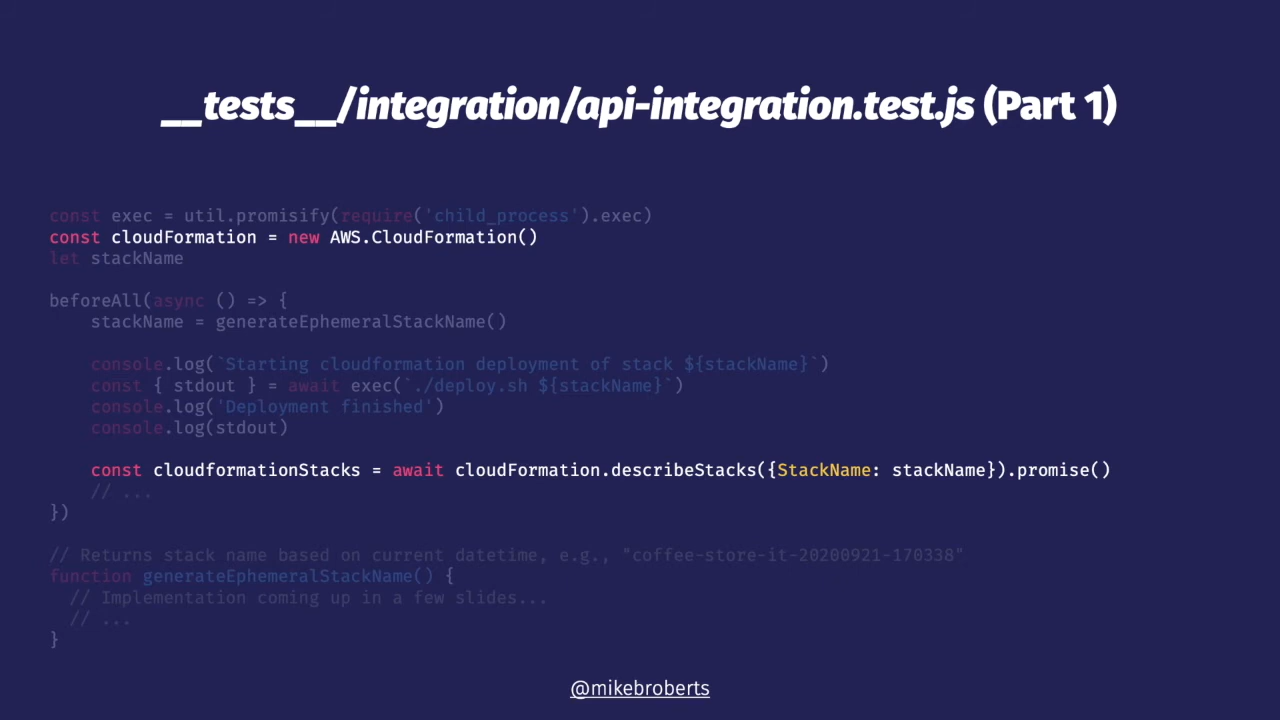 __tests__/integration/api-integration.test.js (Part 1)
const exec = util.promisify(require('child_process').exec)
const cloudFormation = new AWS.CloudFormation()
let stackName
beforeAll(async () => {
    stackName = generateEphemeralStackName()
    console.log(`Starting cloudformation deployment of stack ${stackName}`)
    const { stdout } = await exec(`./deploy.sh ${stackName}`)
    console.log('Deployment finished')
    console.log(stdout)
    const cloudformationStacks = await cloudFormation.describeStacks({StackName: stackName}).promise()
    // ...
})
// Returns stack name based on current datetime, e.g., "coffee-store-it-20200921-170338"
function generateEphemeralStackName() {
  // Implementation coming up in a few slides...
  // ...
}
@mikebroberts